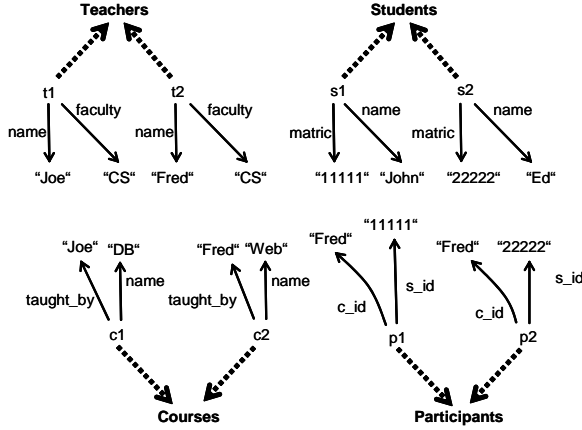 Teachers Students
t1 t2 s1 s2
faculty faculty name name
name name matric matric
“Joe“ “CS“ “Fred“ “CS“ “11111“ “John“ “22222“ “Ed“
“11111“
“Joe“ “DB“ “Fred“ “Web“ “Fred“ “Fred“ “22222“
name name s_id s_id
taught_by taught_by c_id c_id
c1 c2 p1 p2
Courses Participants